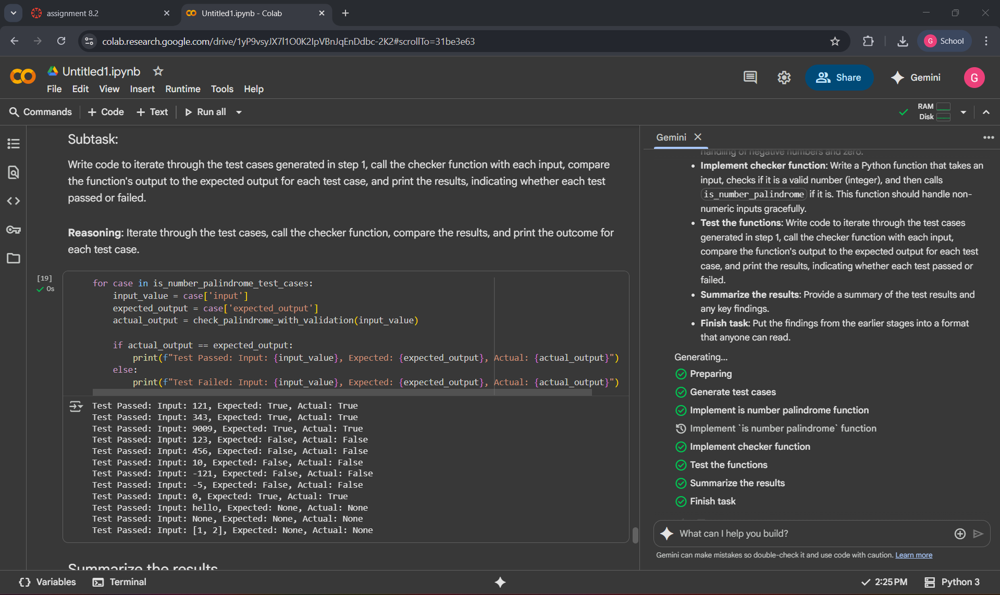 assignment 8.2
Untitled1.ipynb - Colab
colab.research.google.com/drive/1yP9vsyJX7l1O0K2IpVBnJqEnDdbc-2K2#scrollTo=31be3e63
G School
Untitled1.ipynb
File Edit View Insert Runtime Tools Help
Share
Gemini
G
Commands + Code + Text Run all
RAM
Disk
Subtask:
Write code to iterate through the test cases generated in step 1, call the checker function with each input, compare
the function's output to the expected output for each test case, and print the results, indicating whether each test
passed or failed.
Reasoning: Iterate through the test cases, call the checker function, compare the results, and print the outcome for
each test case.
[19]
0s
for case in is_number_palindrome_test_cases:
    input_value = case['input']
    expected_output = case['expected_output']
    actual_output = check_palindrome_with_validation(input_value)
    if actual_output == expected_output:
        print(f"Test Passed: Input: {input_value}, Expected: {expected_output}, Actual: {actual_output}")
    else:
        print(f"Test Failed: Input: {input_value}, Expected: {expected_output}, Actual: {actual_output}")
Test Passed: Input: 121, Expected: True, Actual: True
Test Passed: Input: 343, Expected: True, Actual: True
Test Passed: Input: 9009, Expected: True, Actual: True
Test Passed: Input: 123, Expected: False, Actual: False
Test Passed: Input: 456, Expected: False, Actual: False
Test Passed: Input: 10, Expected: False, Actual: False
Test Passed: Input: -121, Expected: False, Actual: False
Test Passed: Input: -5, Expected: False, Actual: False
Test Passed: Input: 0, Expected: True, Actual: True
Test Passed: Input: hello, Expected: None, Actual: None
Test Passed: Input: None, Expected: None, Actual: None
Test Passed: Input: [1, 2], Expected: None, Actual: None
Summarize the results
Gemini
handling of negative numbers and zero.
• Implement checker function: Write a Python function that takes an
input, checks if it is a valid number (integer), and then calls
is_number_palindrome if it is. This function should handle non-
numeric inputs gracefully.
• Test the functions: Write code to iterate through the test cases
generated in step 1, call the checker function with each input,
compare the function's output to the expected output for each test
case, and print the results, indicating whether each test passed or
failed.
• Summarize the results: Provide a summary of the test results and
any key findings.
• Finish task: Put the findings from the earlier stages into a format
that anyone can read.
Generating...
Preparing
Generate test cases
Implement is number palindrome function
Implement `is number palindrome` function
Implement checker function
Test the functions
Summarize the results
Finish task
What can I help you build?
Gemini can make mistakes so double-check it and use code with caution. Learn more
{} Variables
Terminal
2:25 PM
Python 3